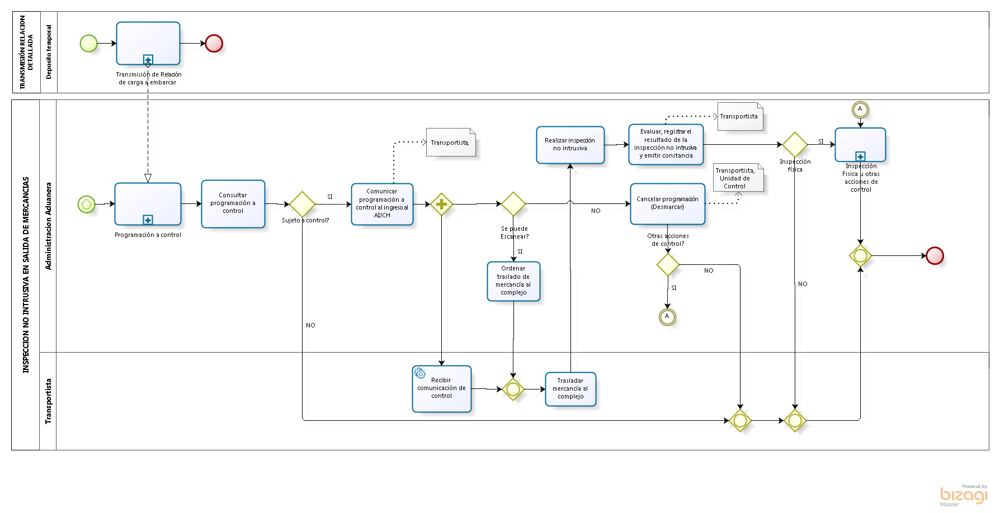 TRANSMISIÓN RELACION
DETALLADA
Deposito temporal
Transmisión de Relación
de carga a embarcar
INSPECCION NO INTRUSIVA EN SALIDA DE MERCANCIAS
Administracion Aduanera
Programación a control
Consultar
programación a
control
Sujeto a control?
SI
NO
Comunicar
programación a
control al ingreso al
AIJCH
Transportista,
Se puede
Escanear?
SI
NO
Ordenar
traslado de
mercancía al
complejo
Realizar inspección
no intrusiva
Evaluar, registrar el
resultado de la
inspección no intrusiva
y emitir constancia
Transportista
Transportista,
Unidad de
Control
Cancelar programación
(Desmarcar)
Otras acciones
de control?
NO
SI
A
Inspección
física
SI
NO
A
Inspección
Fisica u otras
acciones de
control
Transportista
Recibir
comunicación de
control
Trasladar
mercancía al
complejo
Powered by
bizagi
Modeler